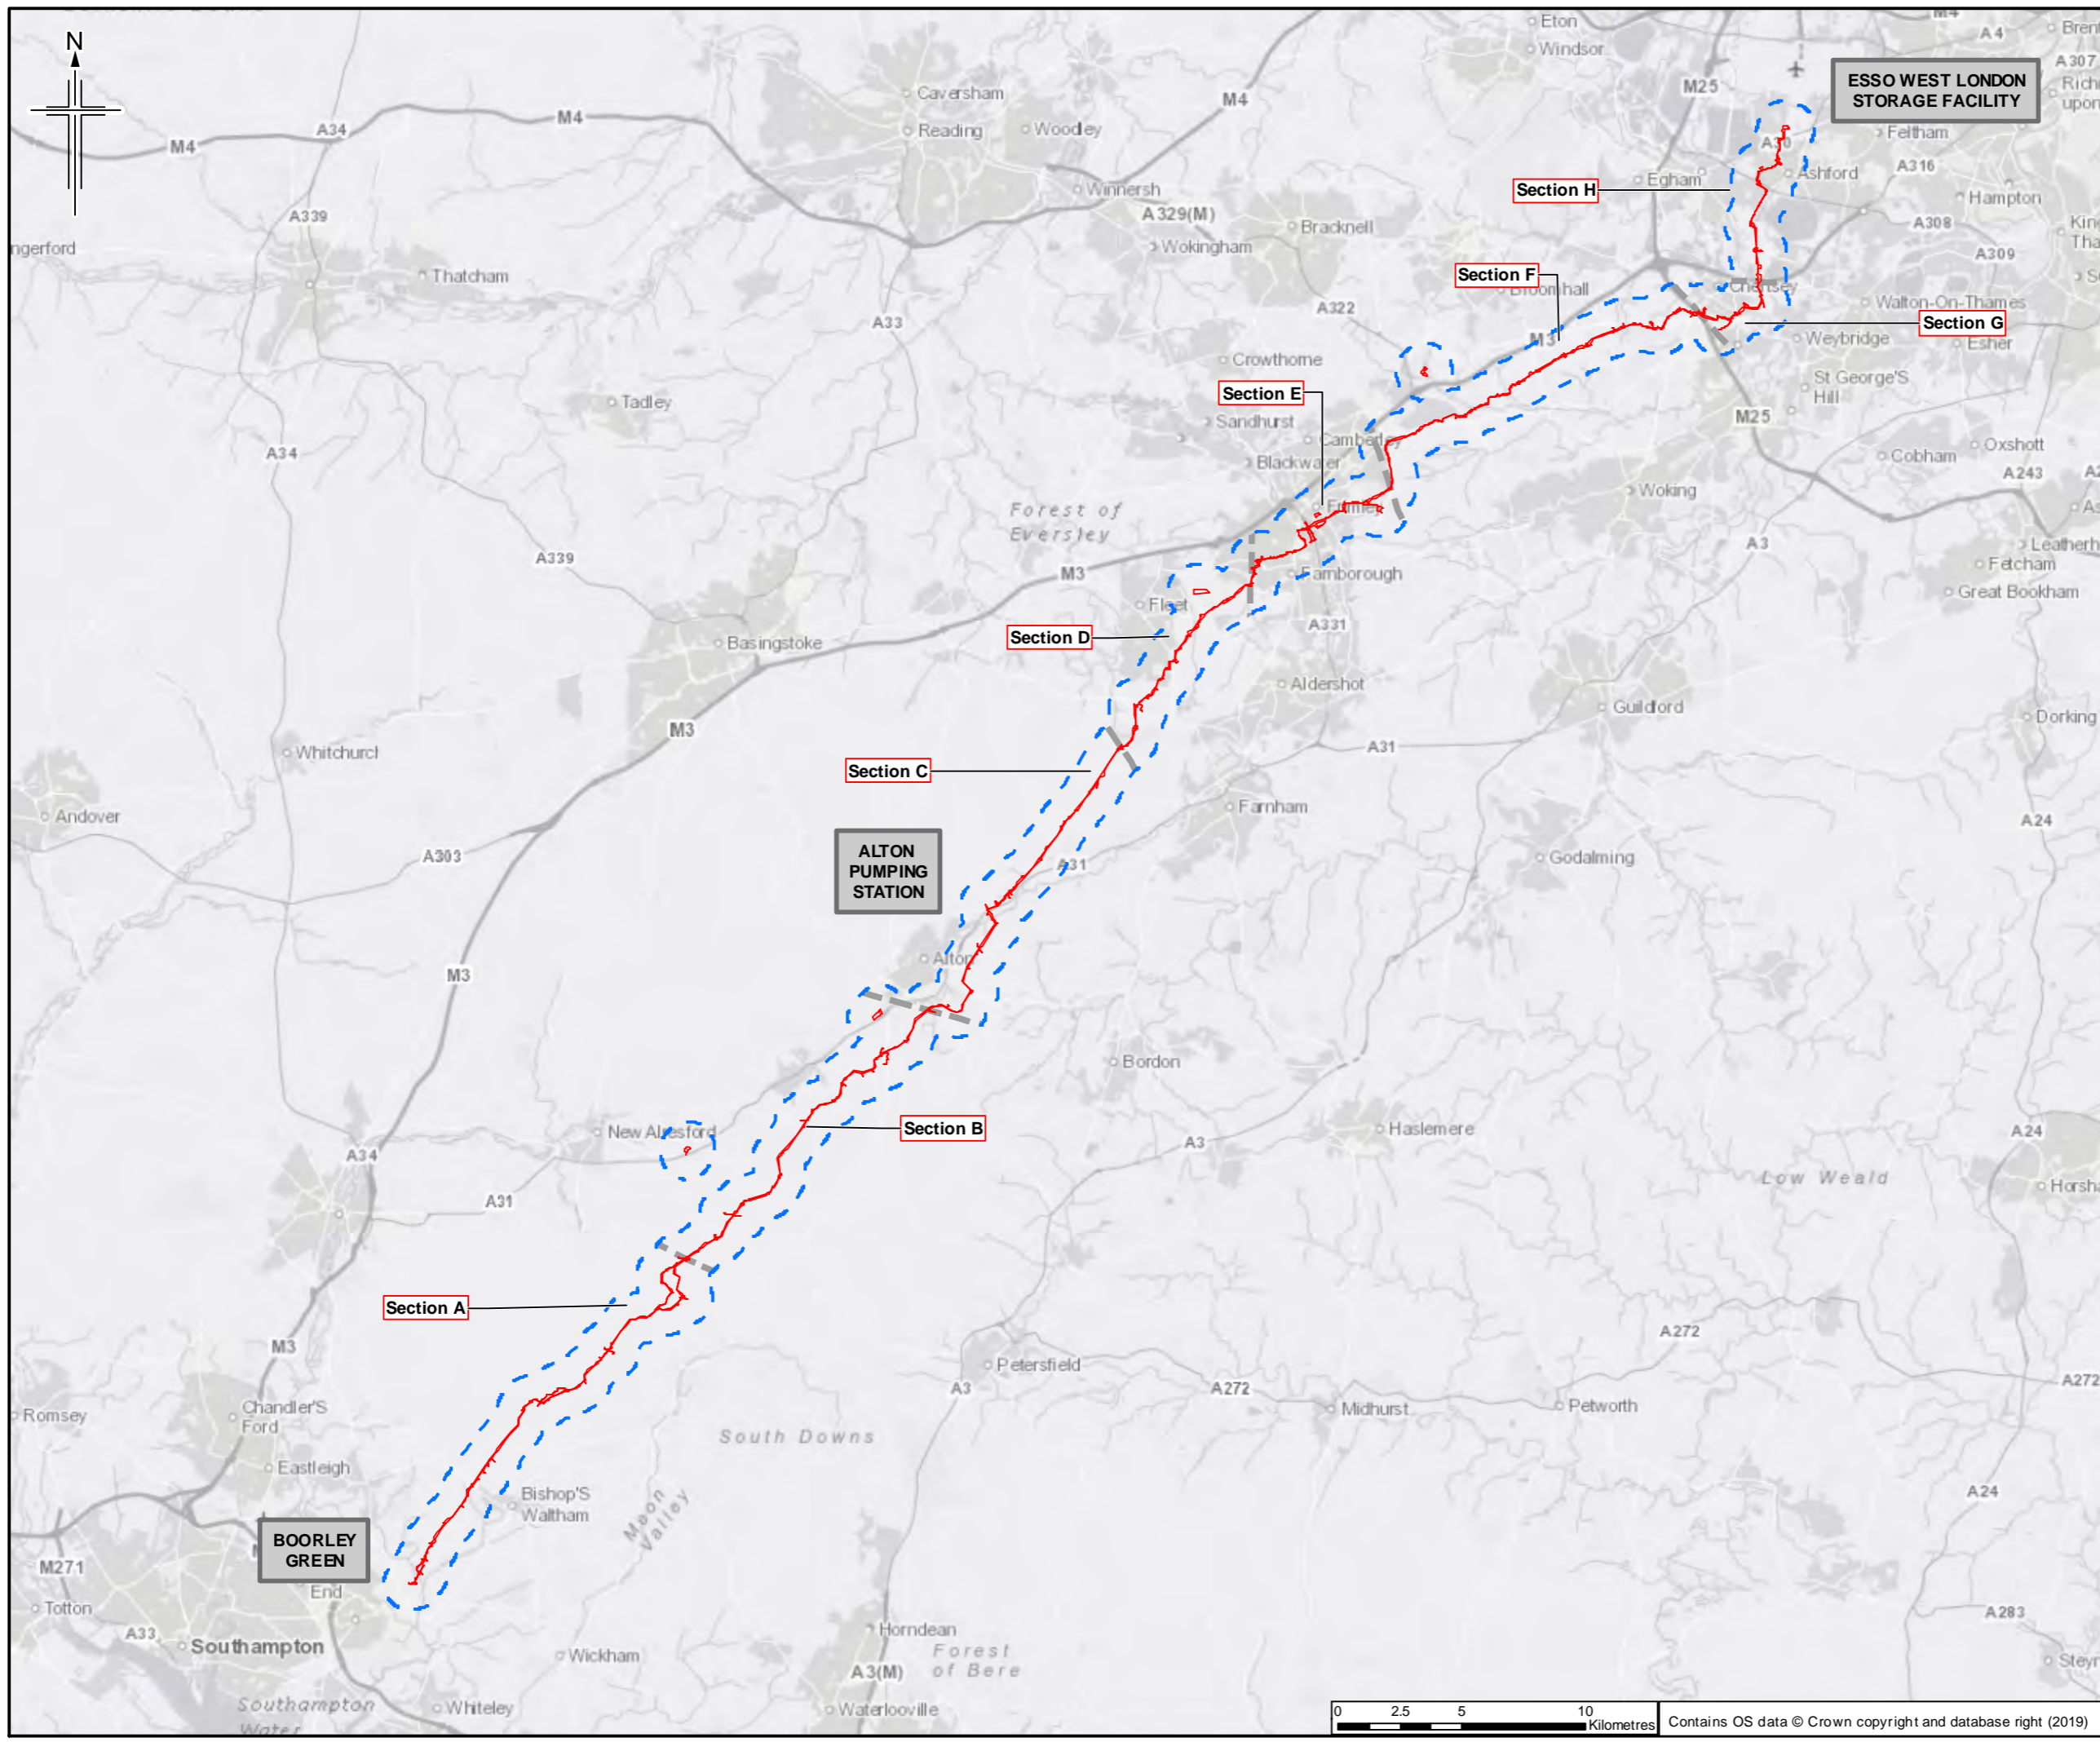 N
Eton
Windsor
M4
A4
A307
M25
ESSO WEST LONDON
STORAGE FACILITY
Caversham
M4
Reading
Woodley
A34
M4
M4
Feltham
A30
A316
Ashford
Egham
Section H
Winnersh
Hampton
A339
A329(M)
Bracknell
A308
Wokingham
A309
Thatcham
Section F
Broomhall
Chertsey
Walton-On-Thames
A322
A33
Section G
M3
Weybridge
Esher
Crowthorne
St George'S
Hill
Section E
Tadley
M25
Sandhurst
Camberley
Oxshott
A34
Blackwater
Cobham
A243
Woking
Forest of
Eversley
Frimley
A3
A339
Fetcham
M3
Farnborough
Great Bookham
Fleet
A331
Section D
Basingstoke
Aldershot
Guildford
Dorking
M3
A31
Whitchurch
Section C
Farnham
Andover
A24
ALTON
PUMPING
STATION
A303
Godalming
A31
Alton
M3
Bordon
New Alresford
Section B
Haslemere
A3
A24
A34
Low Weald
A31
Section A
A272
M3
Petersfield
A3
A272
A272
Midhurst
Petworth
Romsey
Chandler'S
Ford
South Downs
Eastleigh
Bishop'S
Waltham
Meon
Valley
A24
BOORLEY
GREEN
M271
End
Totton
A283
A33
Southampton
Horndean
Wickham
Forest
of Bere
A3(M)
Southampton
Water
Whiteley
Waterlooville
0 2.5 5 10
Kilometres
Contains OS data © Crown copyright and database right (2019)